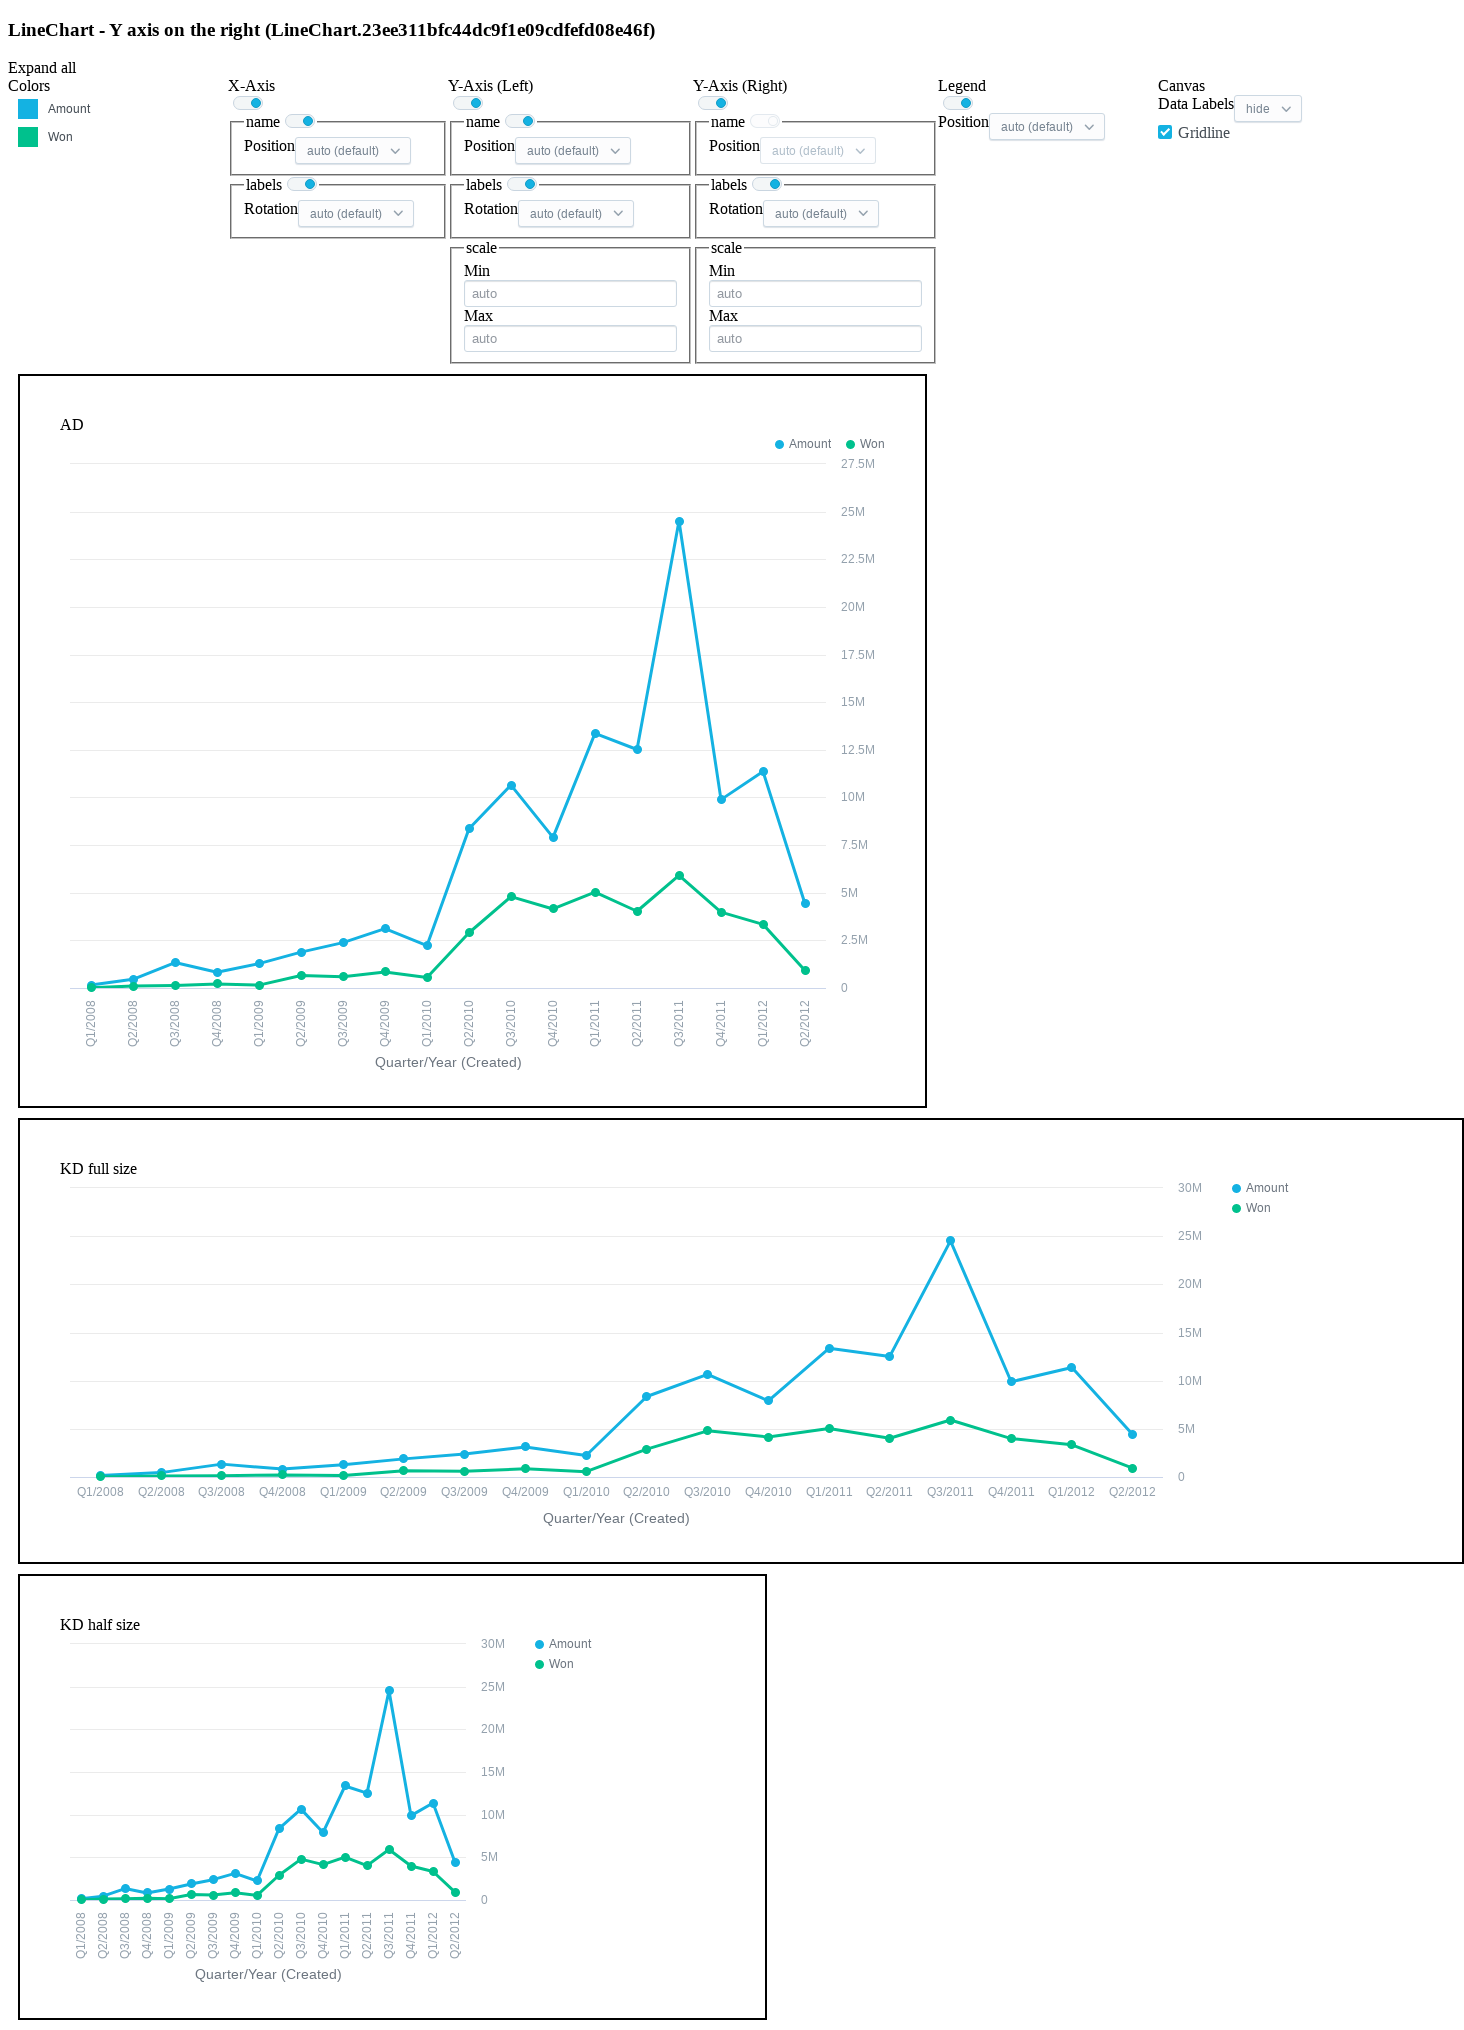 LineChart - Y axis on the right (LineChart.23ee311bfc44dc9f1e09cdfefd08e46f)
Expand all
Colors
Amount
Won
X-Axis
name
Position auto (default)
labels
Rotation auto (default)
Y-Axis (Left)
name
Position auto (default)
labels
Rotation auto (default)
scale
Min
auto
Max
auto
Y-Axis (Right)
name
Position auto (default)
labels
Rotation auto (default)
scale
Min
auto
Max
auto
Legend
Position auto (default)
Canvas
Data Labels hide
Gridline
AD
Amount Won
27.5M
25M
22.5M
20M
17.5M
15M
12.5M
10M
7.5M
5M
2.5M
0
Q1/2008 Q2/2008 Q3/2008 Q4/2008 Q1/2009 Q2/2009 Q3/2009 Q4/2009 Q1/2010 Q2/2010 Q3/2010 Q4/2010 Q1/2011 Q2/2011 Q3/2011 Q4/2011 Q1/2012 Q2/2012
Quarter/Year (Created)
KD full size
Amount
Won
30M
25M
20M
15M
10M
5M
0
Q1/2008 Q2/2008 Q3/2008 Q4/2008 Q1/2009 Q2/2009 Q3/2009 Q4/2009 Q1/2010 Q2/2010 Q3/2010 Q4/2010 Q1/2011 Q2/2011 Q3/2011 Q4/2011 Q1/2012 Q2/2012
Quarter/Year (Created)
KD half size
Amount
Won
30M
25M
20M
15M
10M
5M
0
Q1/2008 Q2/2008 Q3/2008 Q4/2008 Q1/2009 Q2/2009 Q3/2009 Q4/2009 Q1/2010 Q2/2010 Q3/2010 Q4/2010 Q1/2011 Q2/2011 Q3/2011 Q4/2011 Q1/2012 Q2/2012
Quarter/Year (Created)